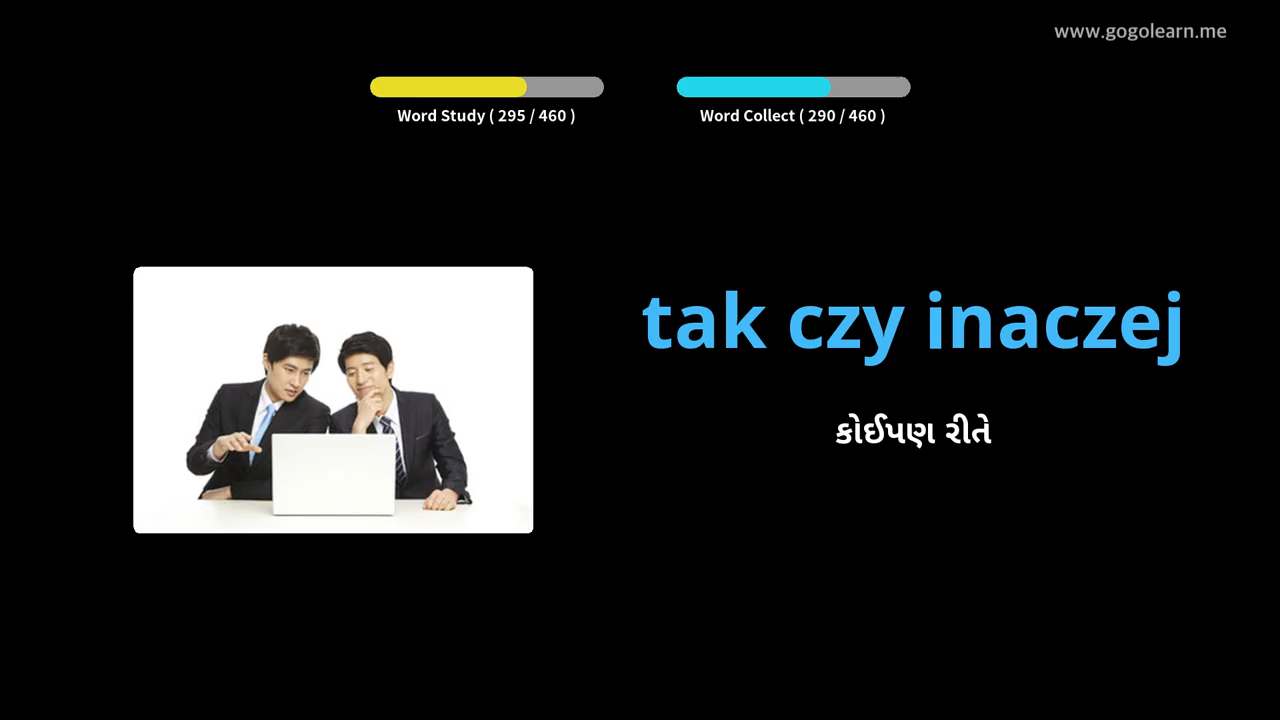 www.gogolearn.me
Word Study ( 295 / 460 )
Word Collect ( 290 / 460 )
tak czy inaczej
કોઈપણ રીતે